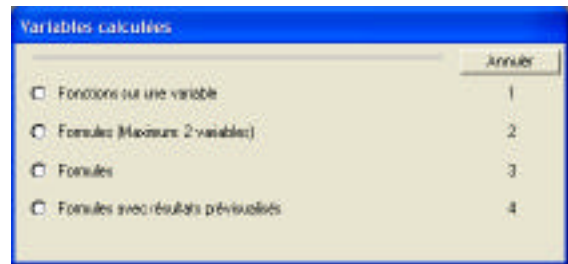 Variables calculées
Annuler
Fonctions sur une variable 1
Formules (Maximum: 2 variables) 2
Formules 3
Formules avec résultats prévisualisés 4